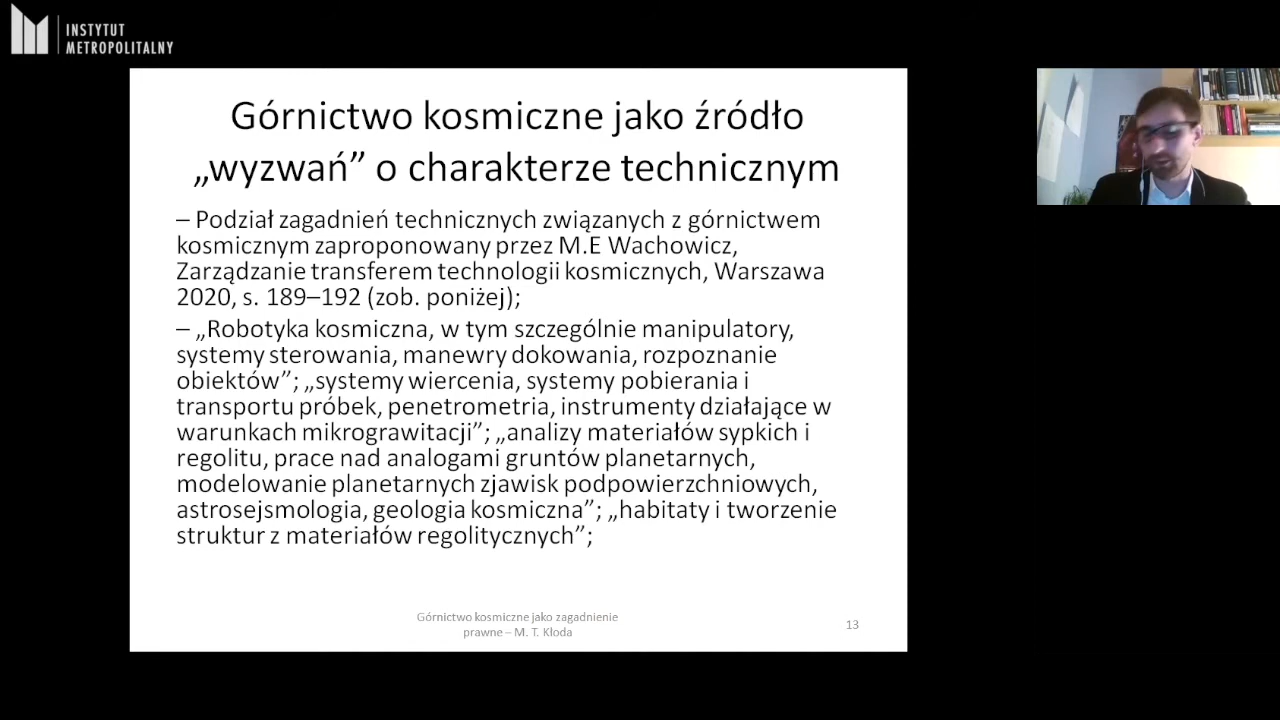 INSTYTUT
METROPOLITALNY
Górnictwo kosmiczne jako źródło
„wyzwań” o charakterze technicznym
– Podział zagadnień technicznych związanych z górnictwem
kosmicznym zaproponowany przez M.E Wachowicz,
Zarządzanie transferem technologii kosmicznych, Warszawa
2020, s. 189–192 (zob. poniżej);
– „Robotyka kosmiczna, w tym szczególnie manipulatory,
systemy sterowania, manewry dokowania, rozpoznanie
obiektów”; „systemy wiercenia, systemy pobierania i
transportu próbek, penetrometria, instrumenty działające w
warunkach mikrograwitacji”; „analizy materiałów sypkich i
regolitu, prace nad analogami gruntów planetarnych,
modelowanie planetarnych zjawisk podpowierzchniowych,
astrosejsmologia, geologia kosmiczna”; „habitaty i tworzenie
struktur z materiałów regolitycznych”;
Górnictwo kosmiczne jako zagadnienie
prawne – M. T. Kłoda
13